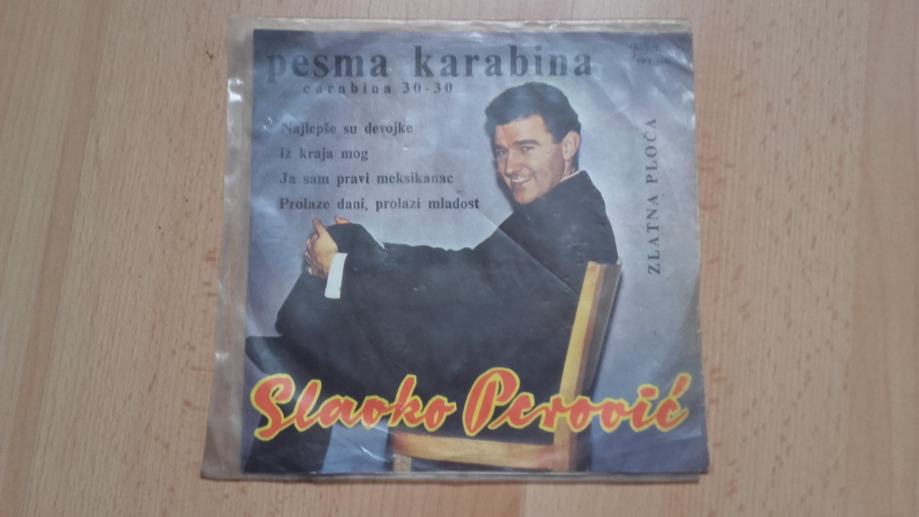 pesma karabina
carabina 30-30
Najlepše su devojke
iz kraja mog
Ja sam pravi meksikanac
Prolaze dani, prolazi mladost
ZLATNA PLOČA
Slavko Perović